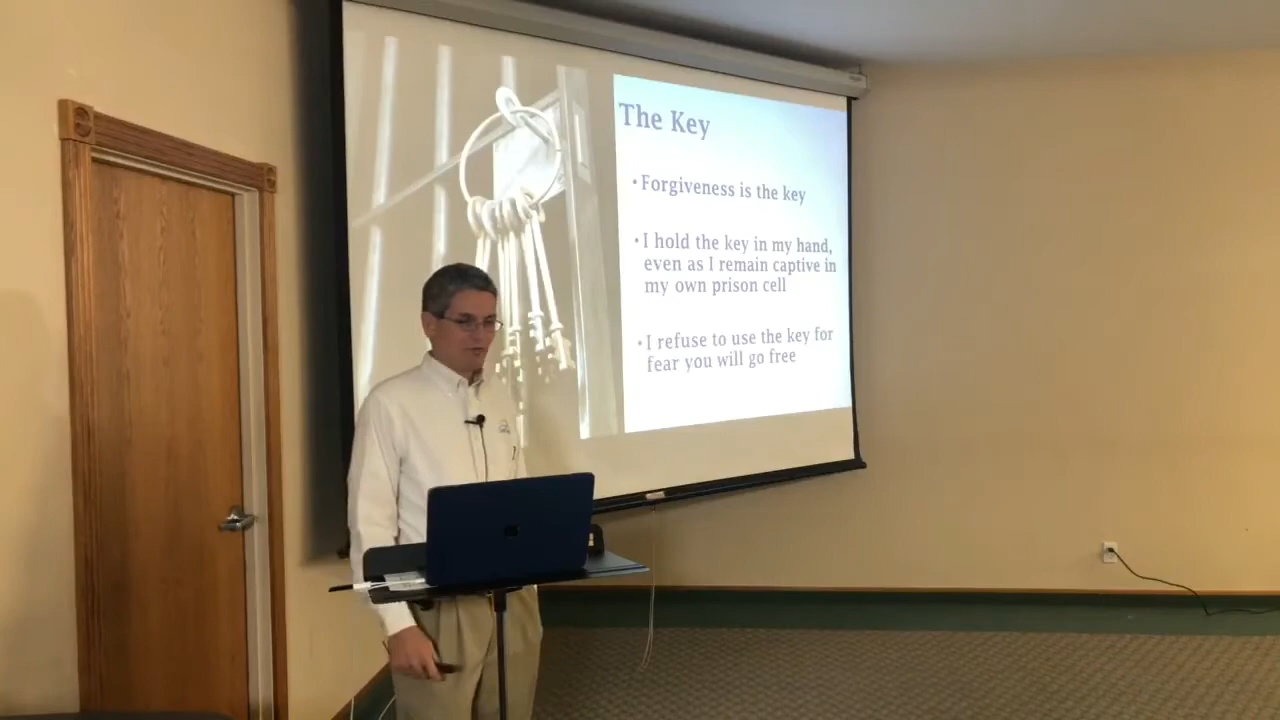 The Key
• Forgiveness is the key
• I hold the key in my hand,
even as I remain captive in
my own prison cell
• I refuse to use the key for
fear you will go free